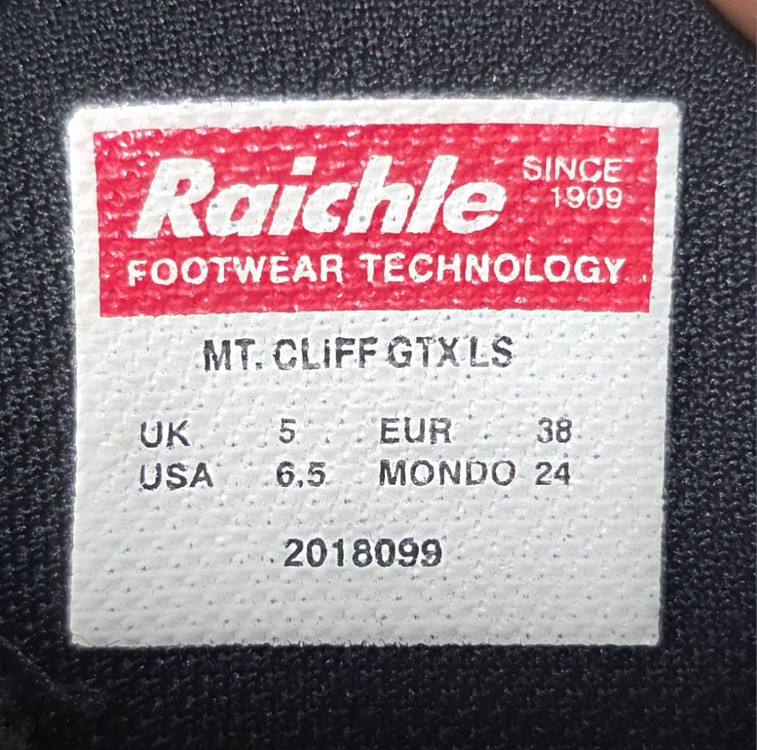 Raichle SINCE 1909
FOOTWEAR TECHNOLOGY
MT. CLIFF GTX LS
UK 5 EUR 38
USA 6,5 MONDO 24
2018099